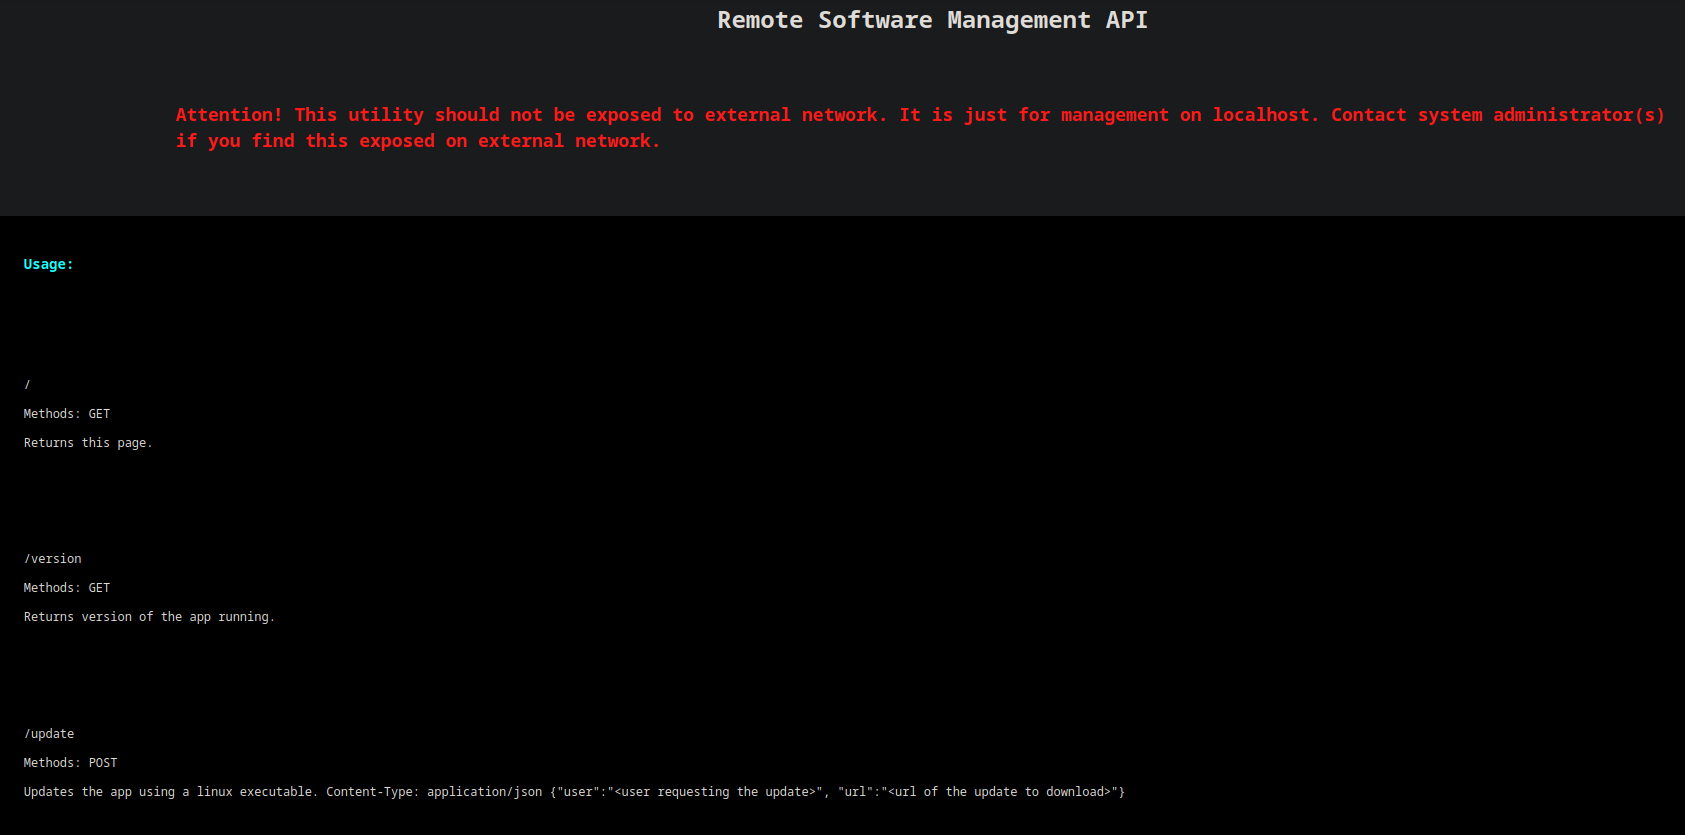 Remote Software Management API
Attention! This utility should not be exposed to external network. It is just for management on localhost. Contact system administrator(s)
if you find this exposed on external network.
Usage:
/
Methods: GET
Returns this page.
/version
Methods: GET
Returns version of the app running.
/update
Methods: POST
Updates the app using a linux executable. Content-Type: application/json {"user":"<user requesting the update>", "url":"<url of the update to download>"}